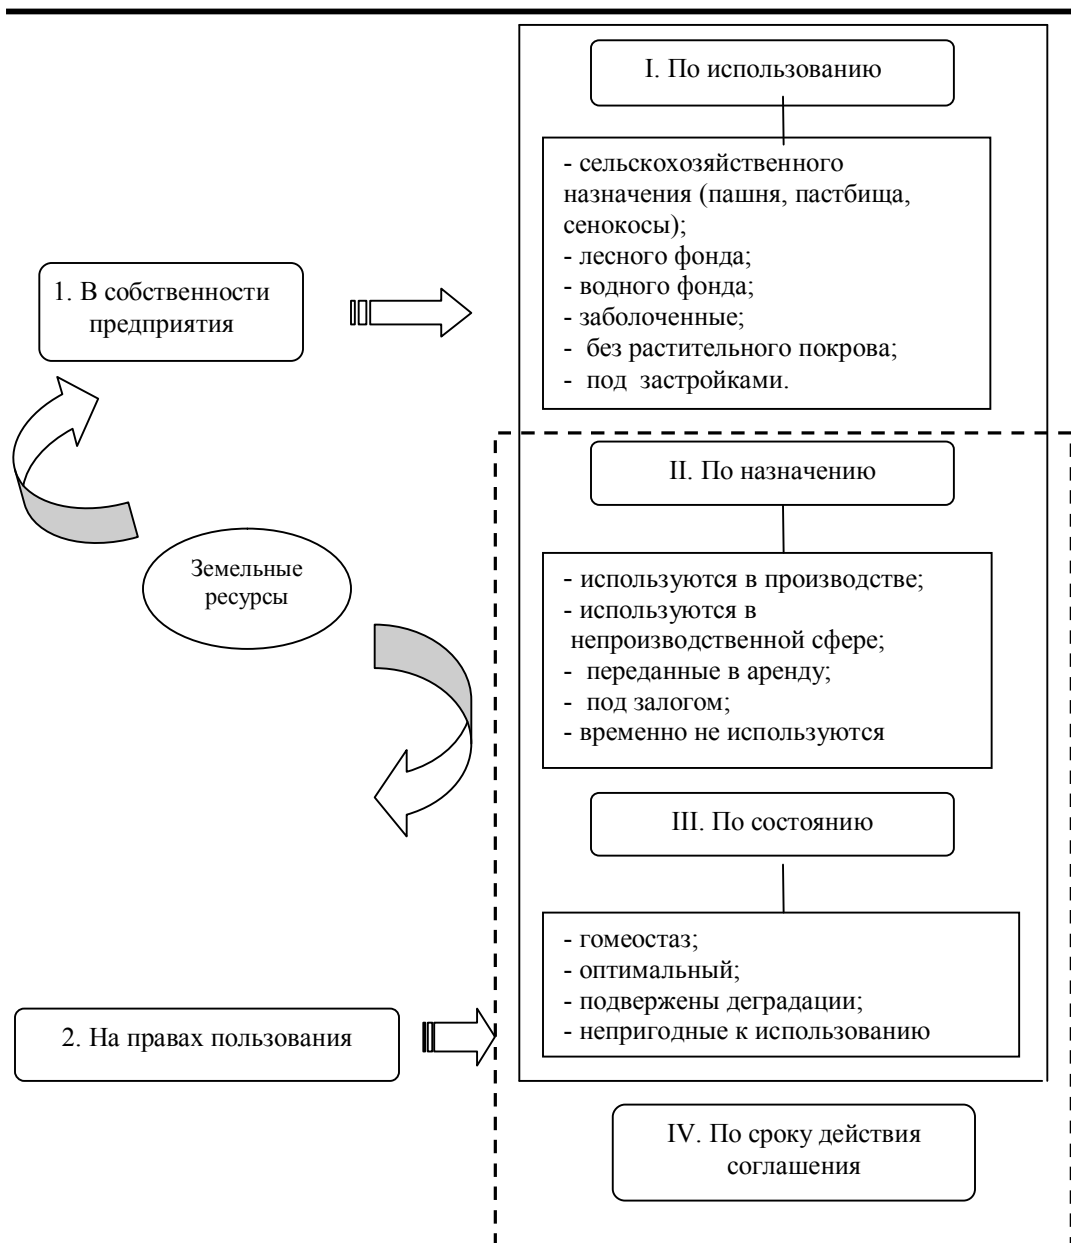 I. По использованию
- сельскохозяйственного
назначения (пашня, пастбища,
сенокосы);
- лесного фонда;
- водного фонда;
- заболоченные;
- без растительного покрова;
- под застройками.
1. В собственности
предприятия
II. По назначению
- используются в производстве;
- используются в
непроизводственной сфере;
- переданные в аренду;
- под залогом;
- временно не используются
Земельные
ресурсы
III. По состоянию
- гомеостаз;
- оптимальный;
- подвержены деградации;
- непригодные к использованию
2. На правах пользования
IV. По сроку действия
соглашения